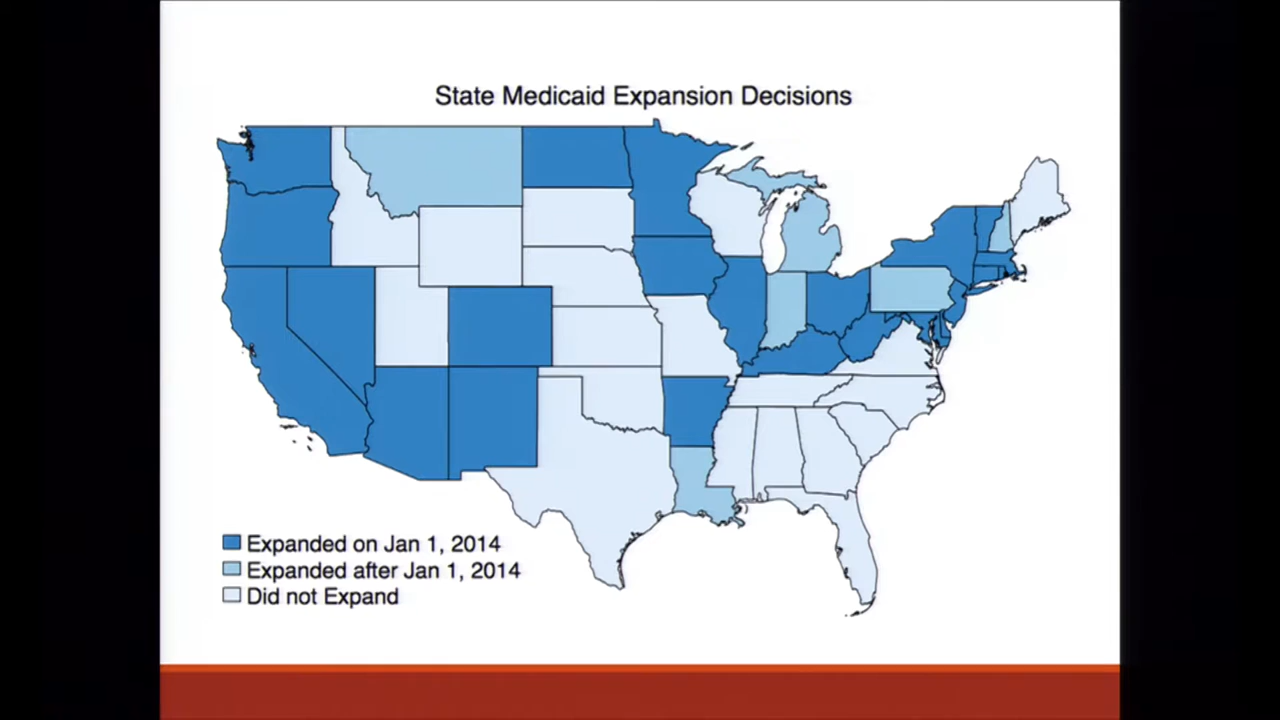 State Medicaid Expansion Decisions
Expanded on Jan 1, 2014
Expanded after Jan 1, 2014
Did not Expand